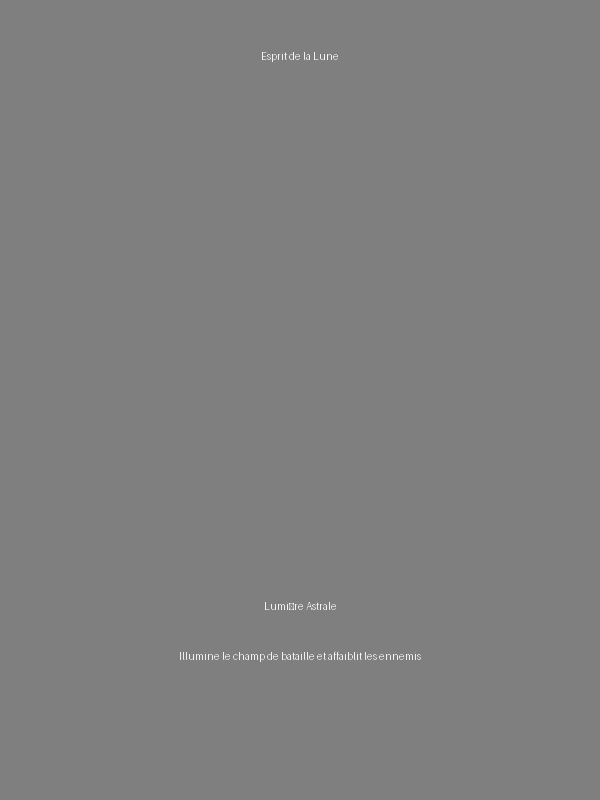 Esprit de la Lune
Lumi□re Astrale
Illumine le champ de bataille et affaiblit les ennemis